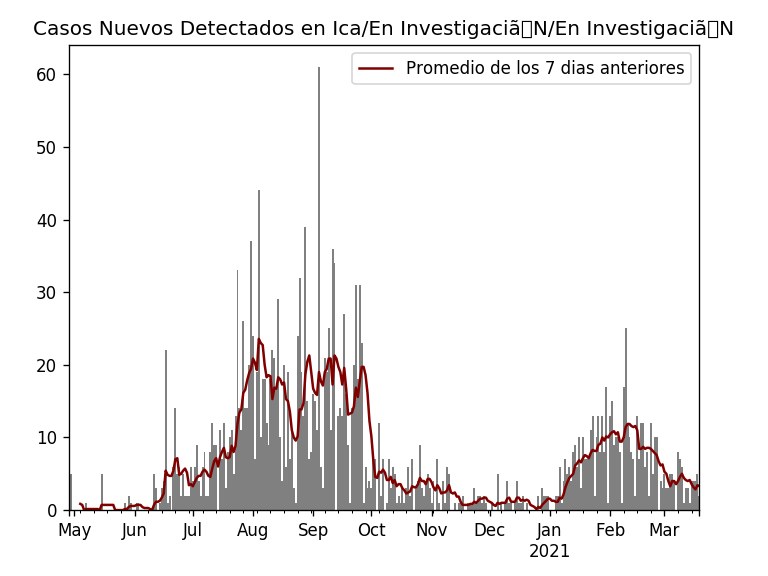 Casos Nuevos Detectados en Ica/En Investigaciã▯N/En Investigaciã▯N
Promedio de los 7 dias anteriores
60
50
40
30
20
10
0
May Jun Jul Aug Sep Oct Nov Dec Jan Feb Mar
2021